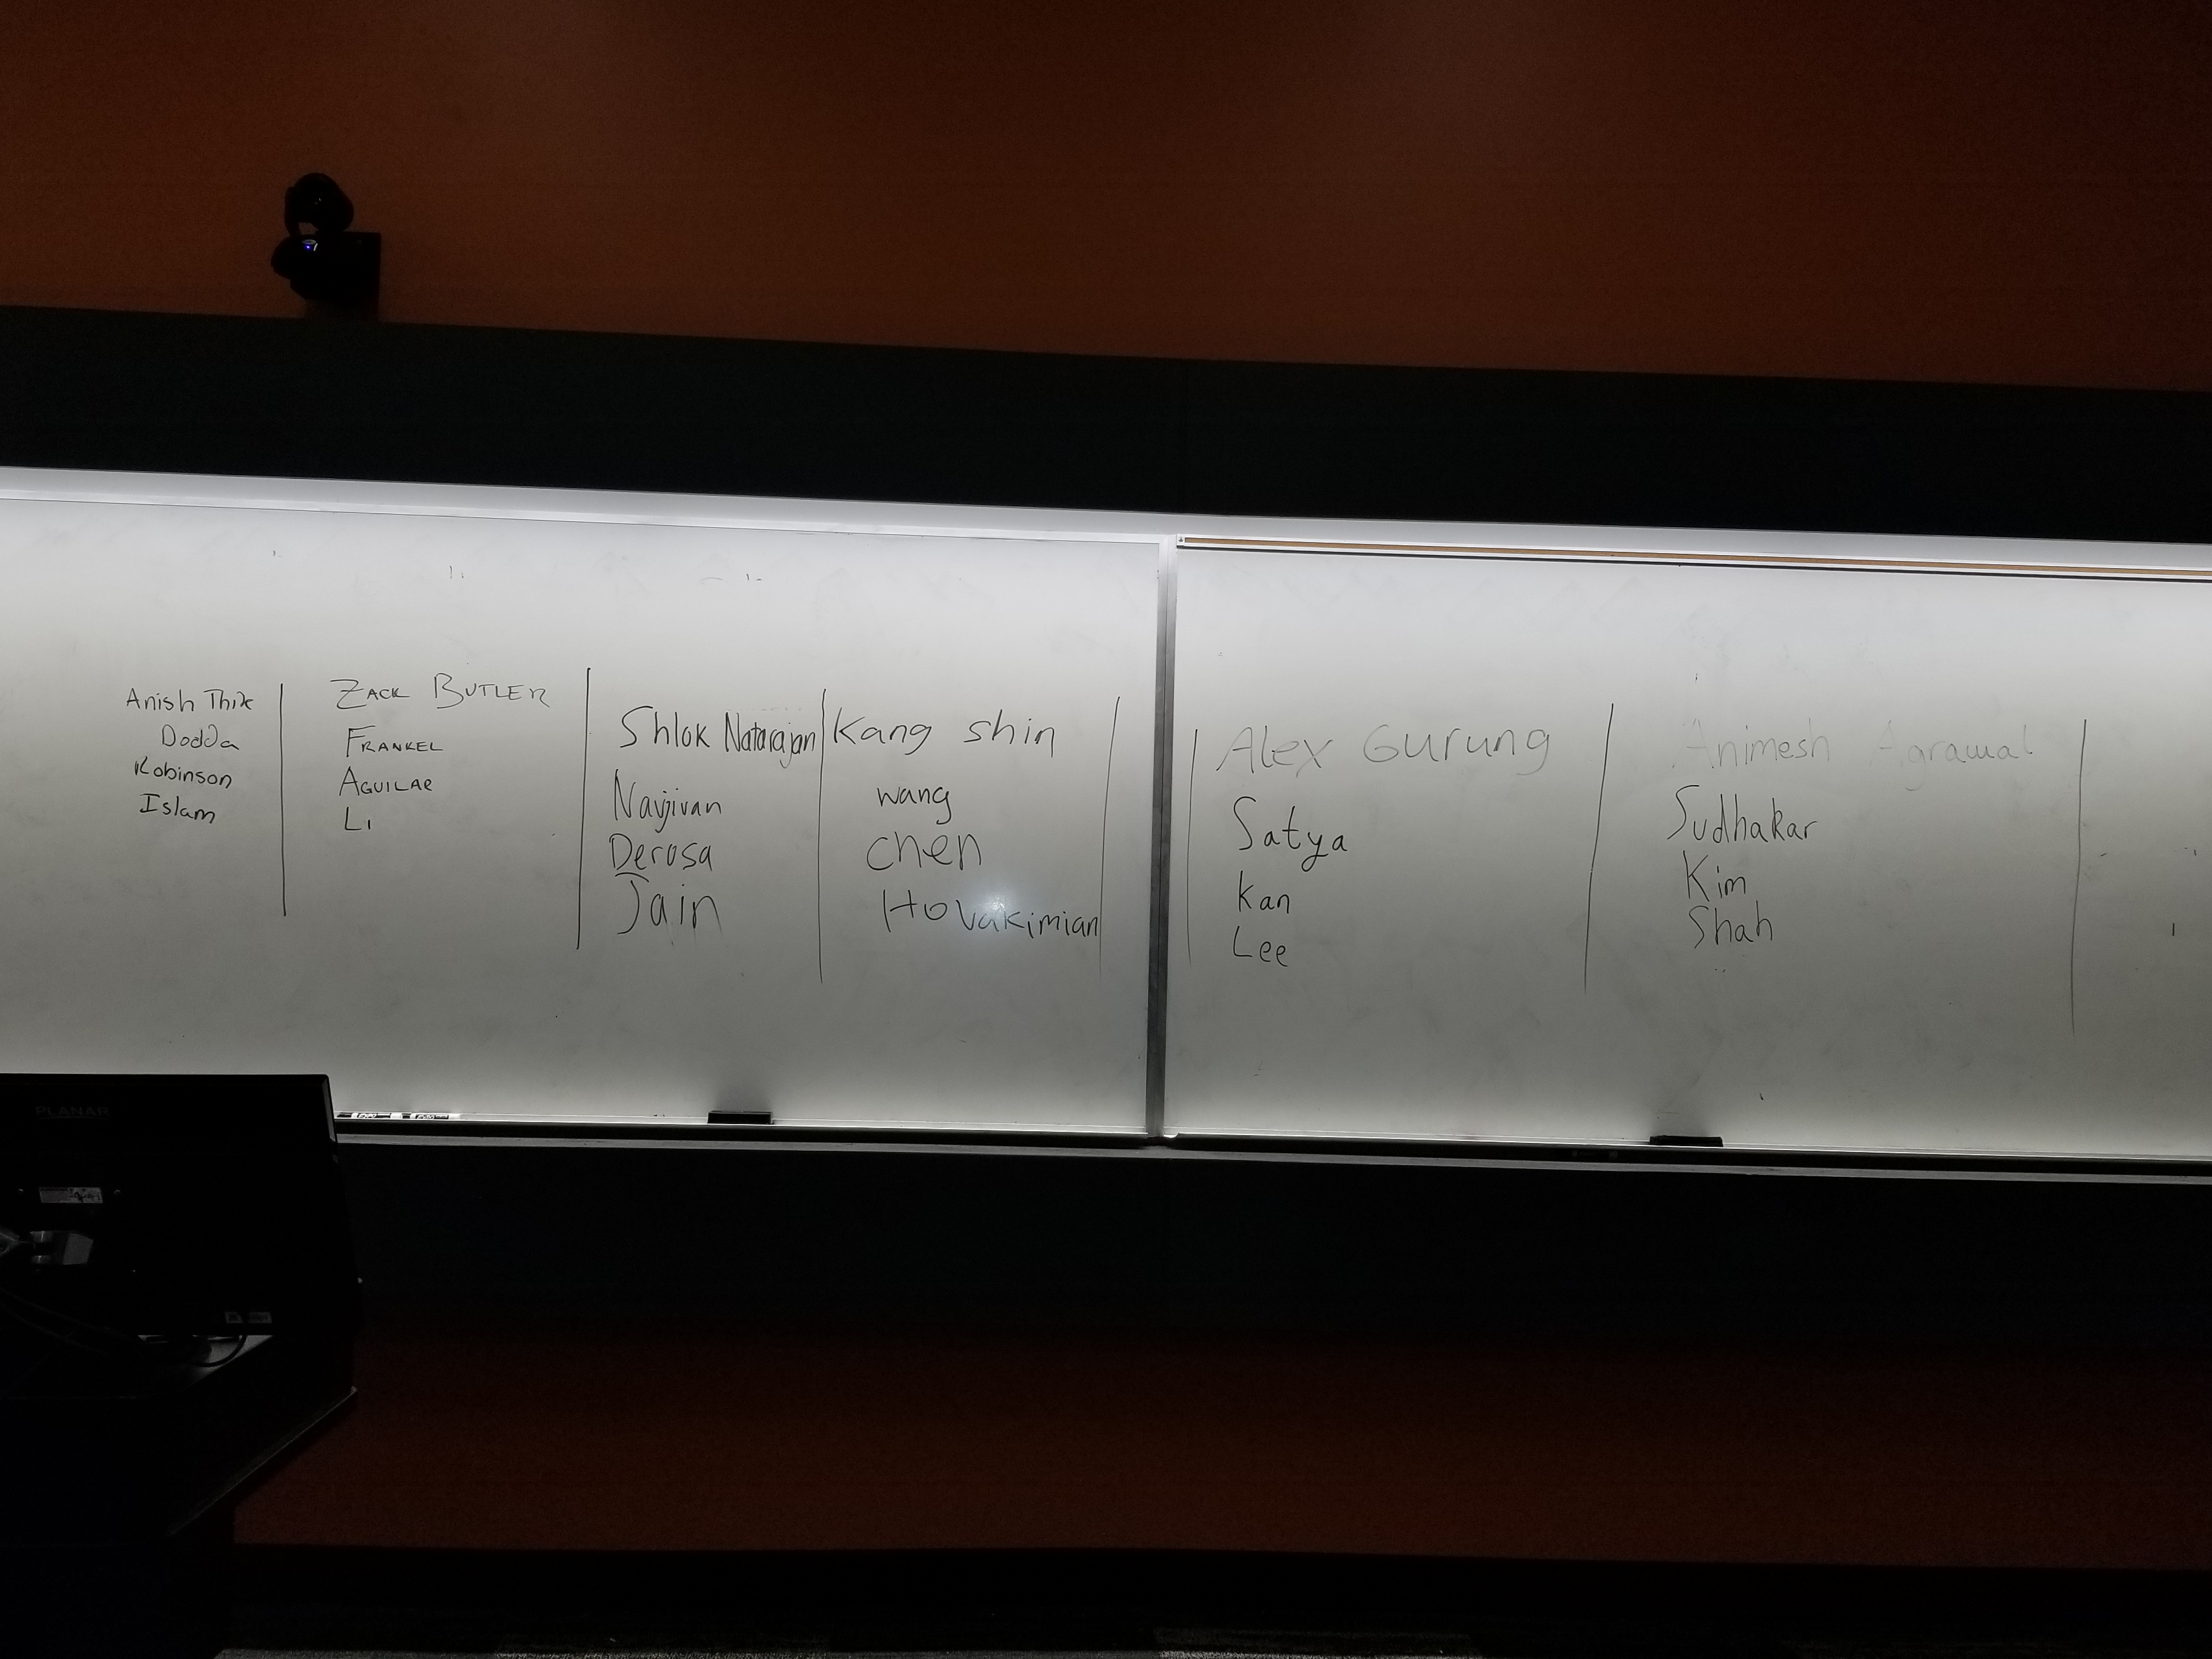 Anish Thik
Dodda
Robinson
Islam
ZACK BUTLER
FRANKEL
AGUILAR
LI
Shlok Natarajan
Navjivan
Derosa
Jain
Kang shin
wang
chen
Hovakimian
Alex Gurung
Satya
Kan
Lee
Animesh Agrawal
Sudhakar
Kim
Shah
PLANAR